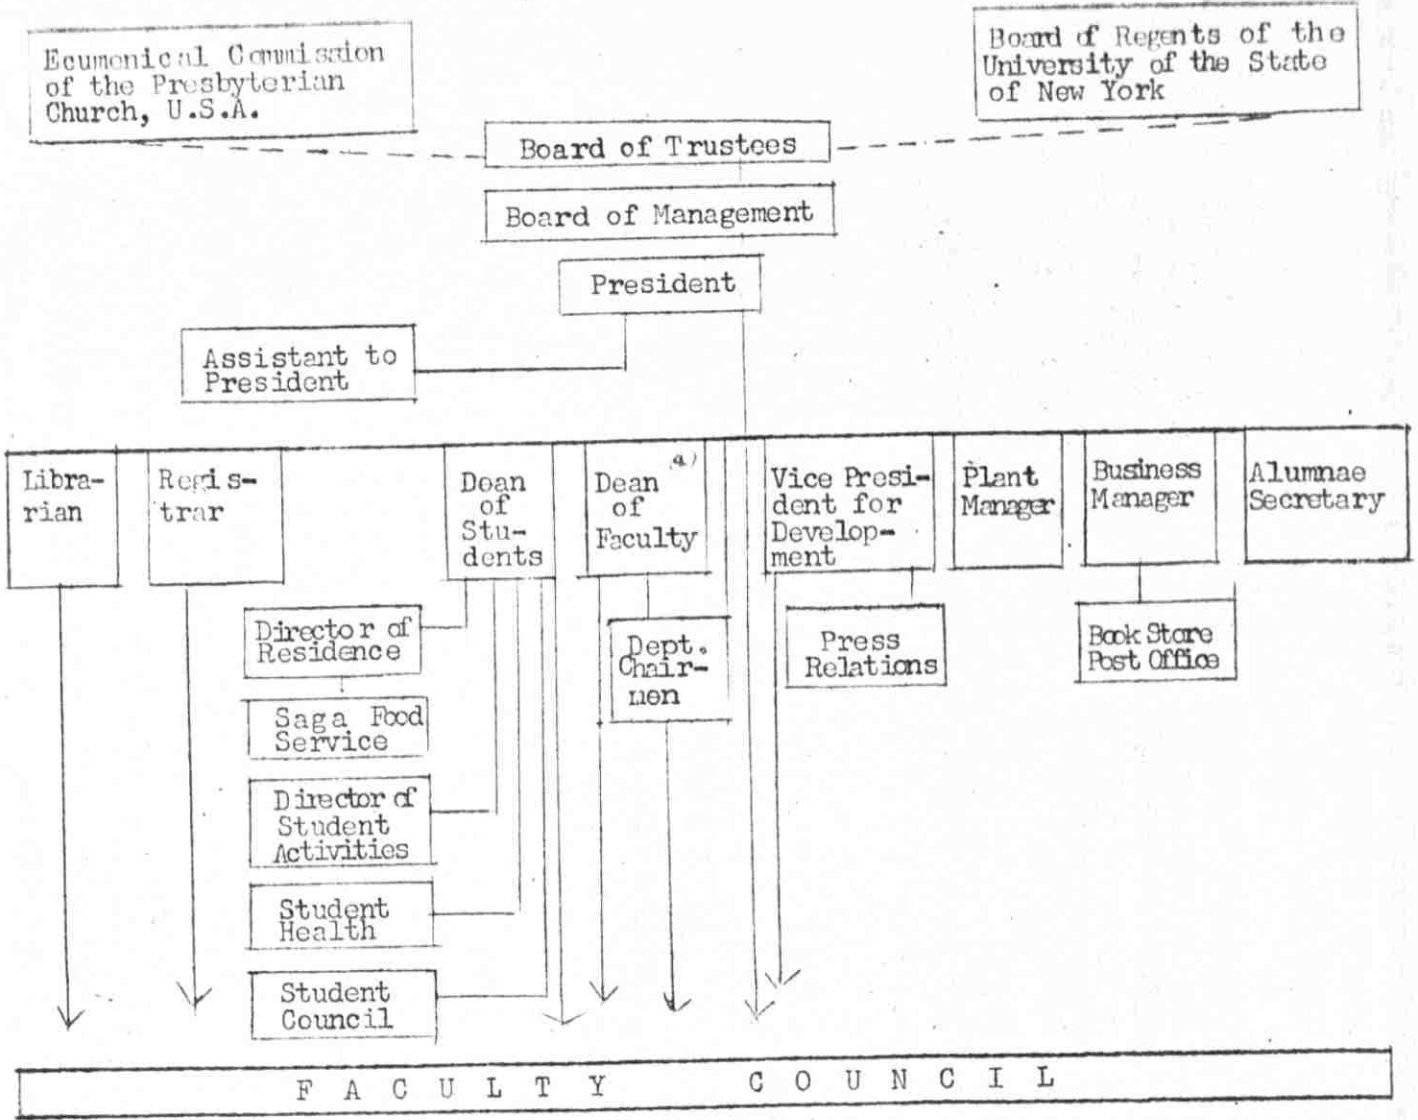 Ecumenical Commission
of the Presbyterian
Church, U.S.A.
Board of Regents of the
University of the State
of New York
Board of Trustees
Board of Management
President
Assistant to
President
Libra-
rian
Regis-
trar
Dean
of
Stu-
dents
(a)
Dean
of
Faculty
Vice Presi-
dent for
Develop-
ment
Plant
Manager
Business
Manager
Alumnae
Secretary
Director of
Residence
Dept.
Chair-
men
Press
Relations
Book Store
Post Office
Saga Food
Service
Director of
Student
Activities
Student
Health
Student
Council
FACULTY COUNCIL